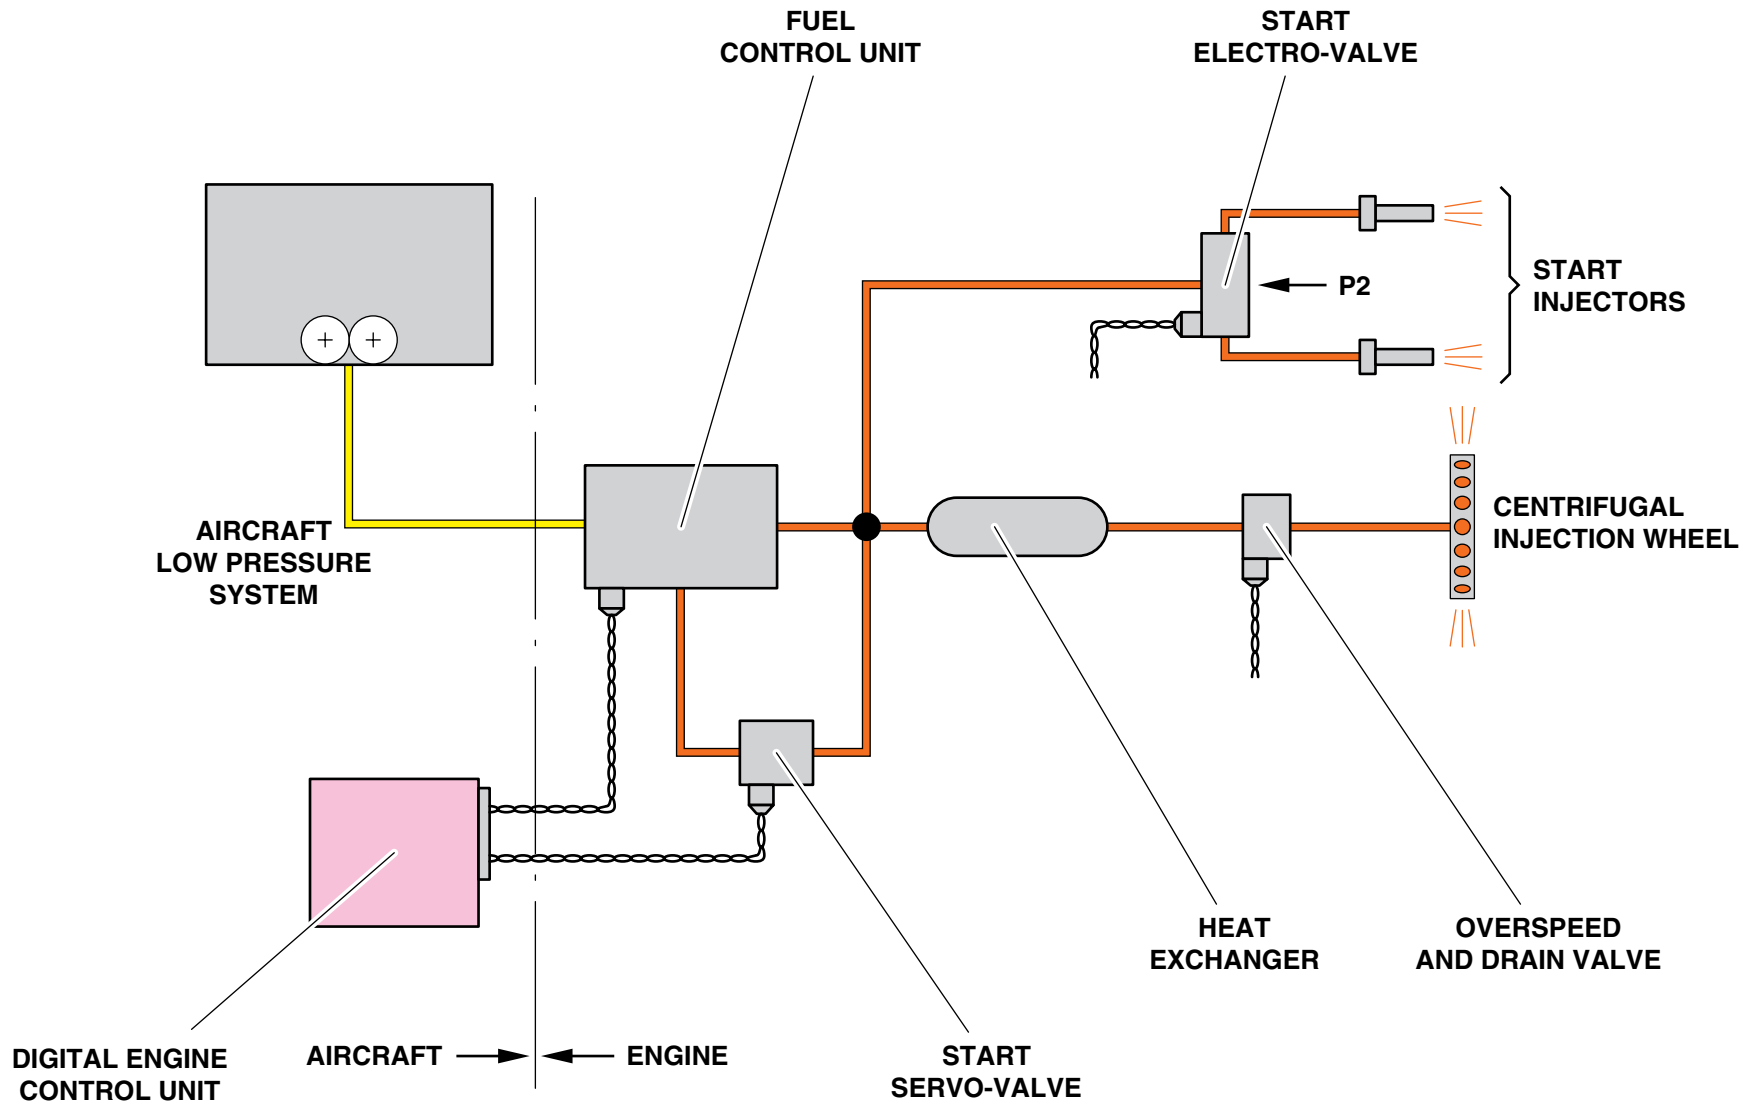 FUEL
CONTROL UNIT
START
ELECTRO-VALVE
P2
START
INJECTORS
AIRCRAFT
LOW PRESSURE
SYSTEM
CENTRIFUGAL
INJECTION WHEEL
HEAT
EXCHANGER
OVERSPEED
AND DRAIN VALVE
DIGITAL ENGINE
CONTROL UNIT
AIRCRAFT
ENGINE
START
SERVO-VALVE